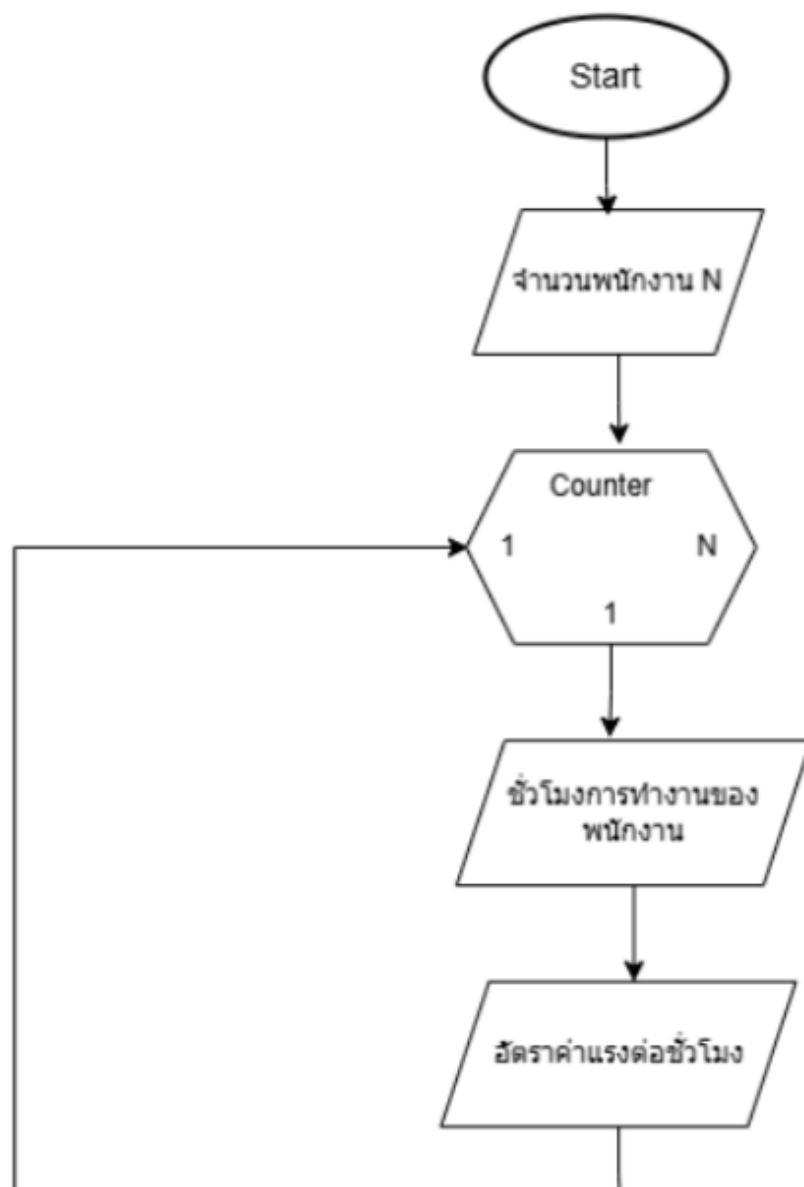 Start
จำนวนพนักงาน N
Counter
1 N
1
ชั่วโมงการทำงานของ
พนักงาน
อัตราค่าแรงต่อชั่วโมง